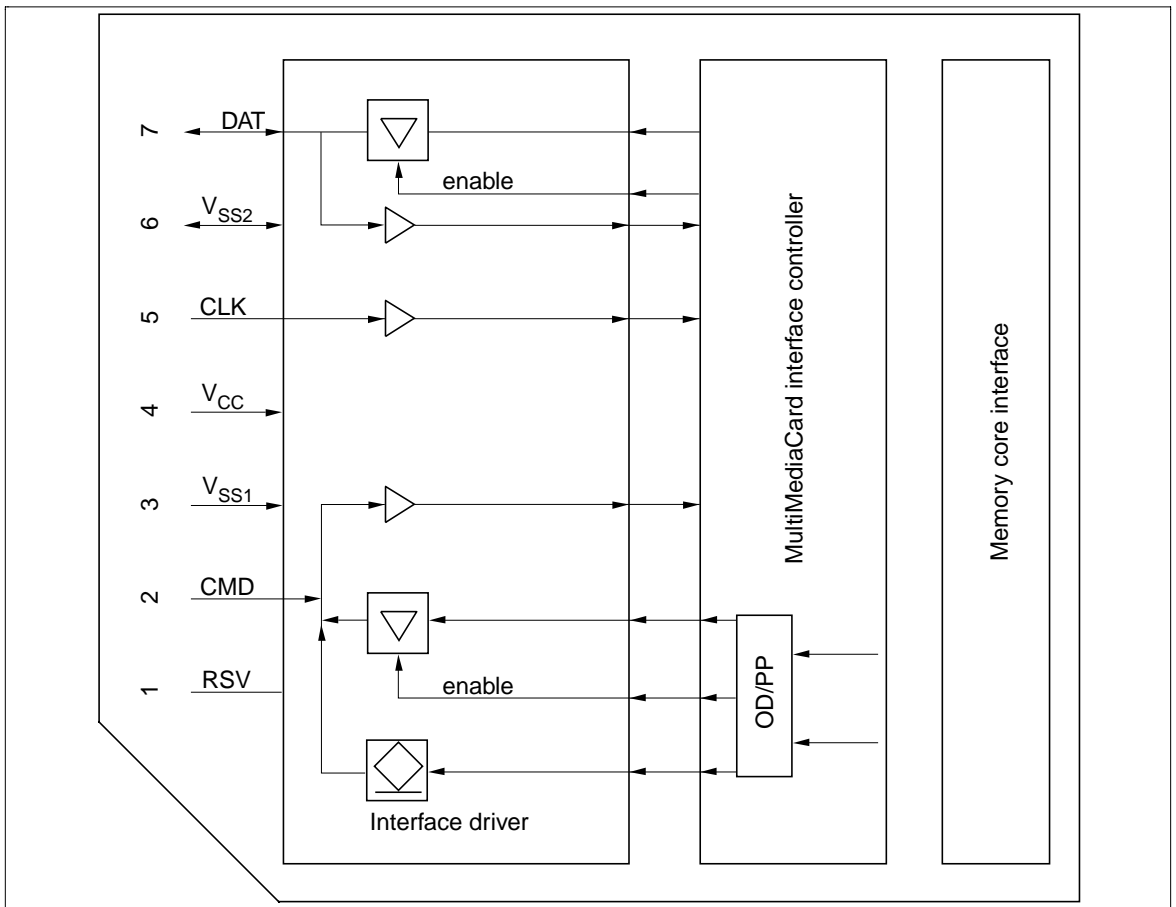 7 DAT
enable
6 VSS2
5 CLK
4 VCC
3 VSS1
2 CMD
1 RSV
enable
OD/PP
Interface driver
MultiMediaCard interface controller
Memory core interface